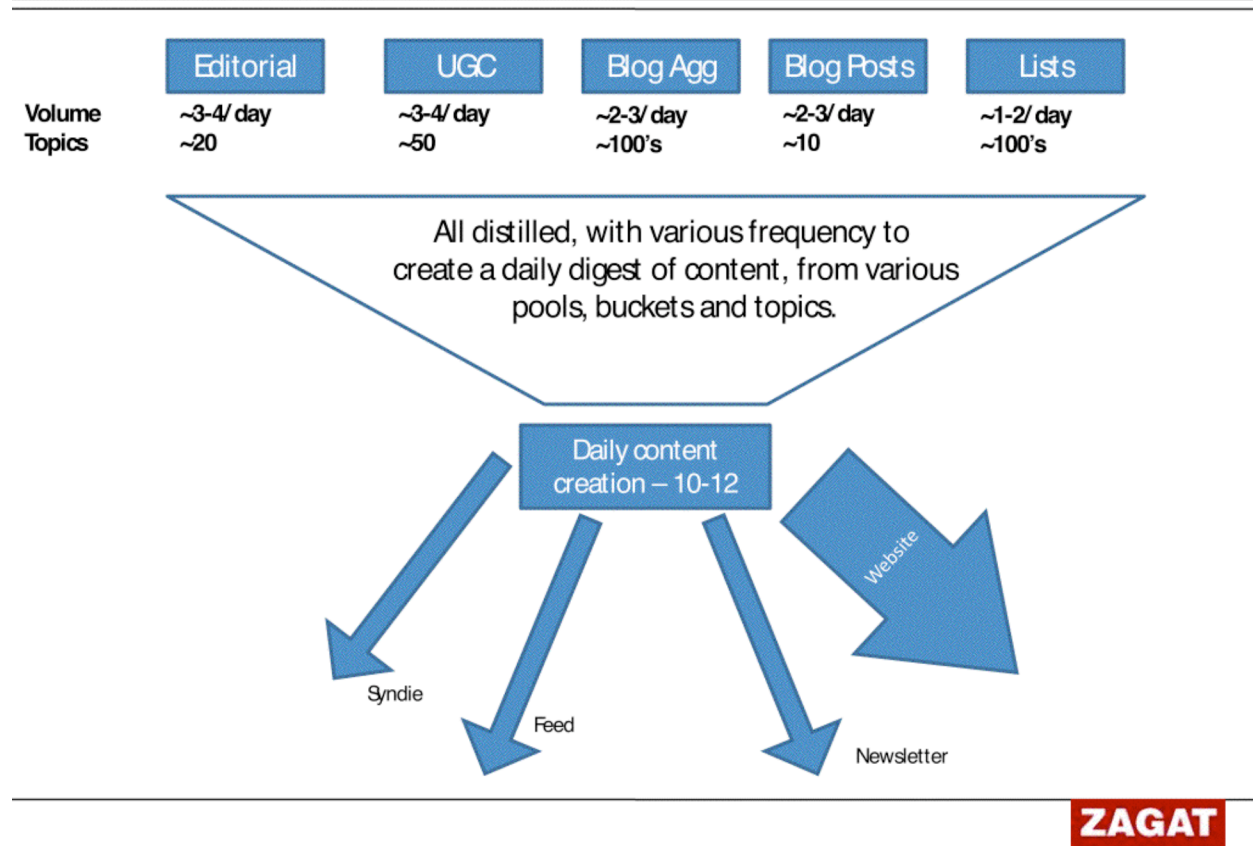 Editorial UGC Blog Agg Blog Posts Lists
Volume ~3-4/ day ~3-4/ day ~2-3/ day ~2-3/ day ~1-2/ day
Topics ~20 ~50 ~100's ~10 ~100's
All distilled, with various frequency to
create a daily digest of content, from various
pools, buckets and topics.
Daily content
creation – 10-12
Website
Syndie
Feed
Newsletter
ZAGAT